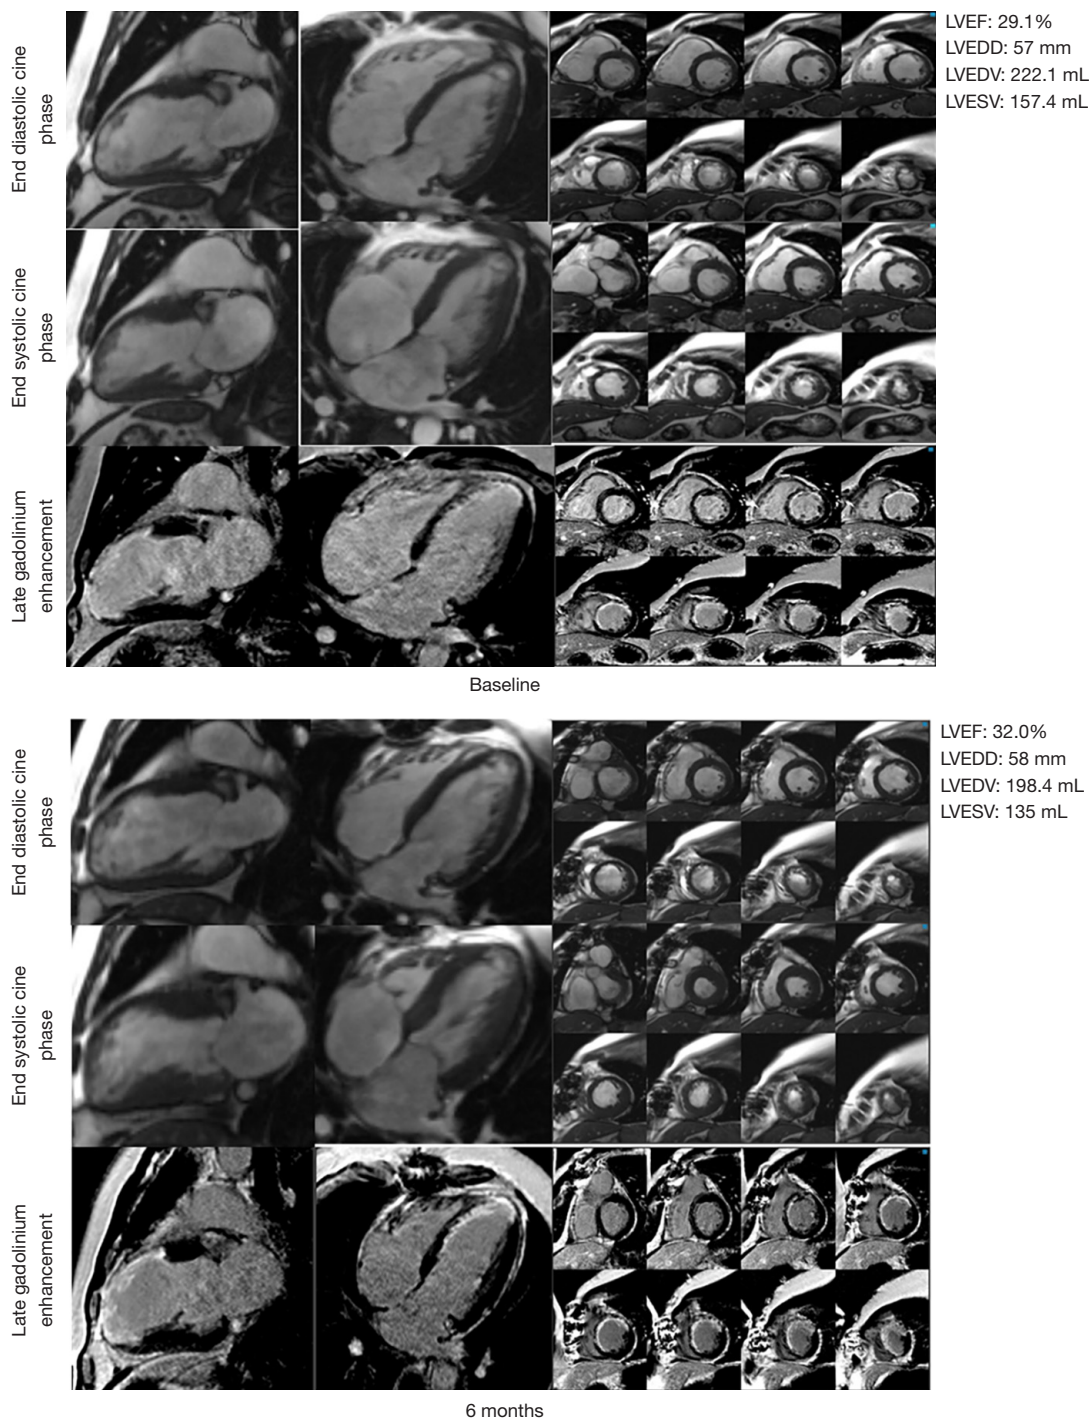 End diastolic cine
phase
LVEF: 29.1%
LVEDD: 57 mm
LVEDV: 222.1 mL
LVESV: 157.4 mL
End systolic cine
phase
Late gadolinium
enhancement
Baseline
End diastolic cine
phase
LVEF: 32.0%
LVEDD: 58 mm
LVEDV: 198.4 mL
LVESV: 135 mL
End systolic cine
phase
Late gadolinium
enhancement
6 months